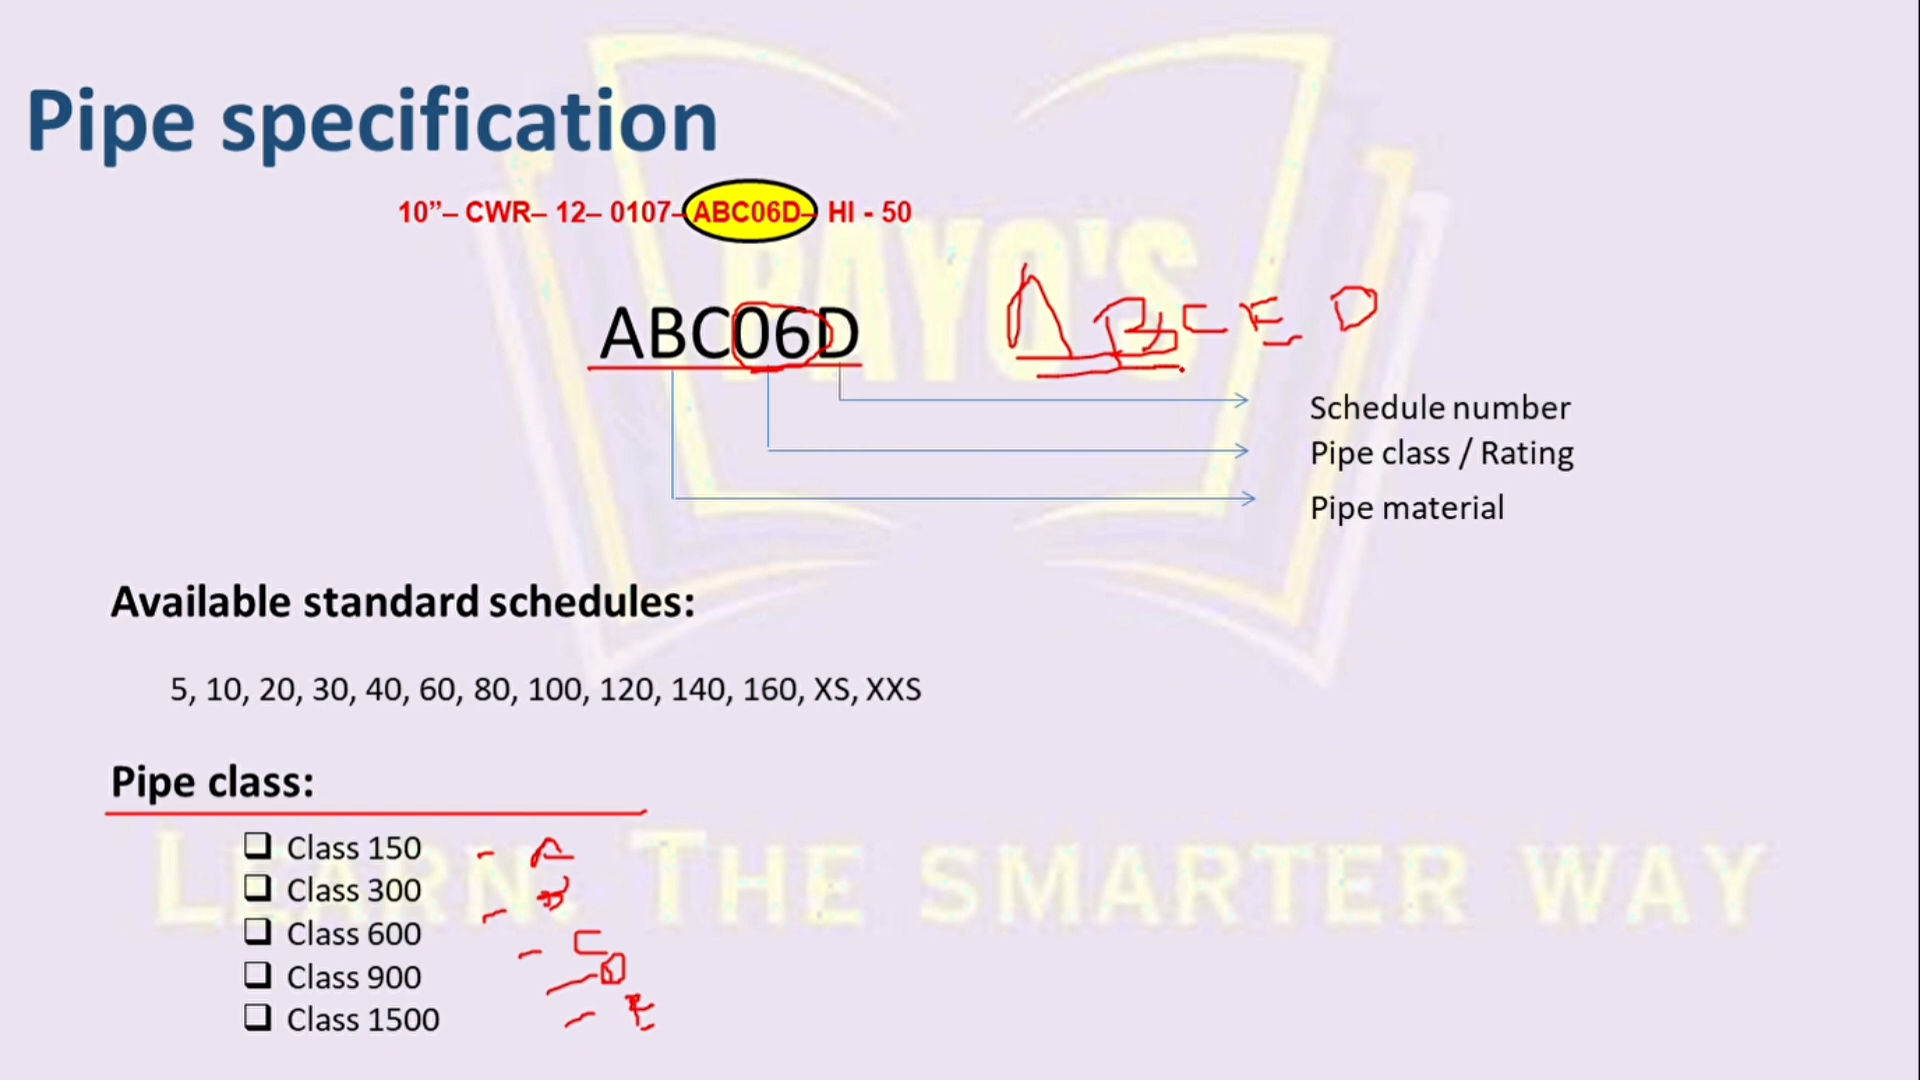 Pipe specification
10”– CWR– 12– 0107–ABC06D– HI - 50
PAYO'S
ABC06D
A B C E D
Schedule number
Pipe class / Rating
Pipe material
Available standard schedules:
5, 10, 20, 30, 40, 60, 80, 100, 120, 140, 160, XS, XXS
Pipe class:
LEARN. THE SMARTER WAY
Class 150 - A
Class 300 - B
Class 600 - C
Class 900 - D
Class 1500 - E